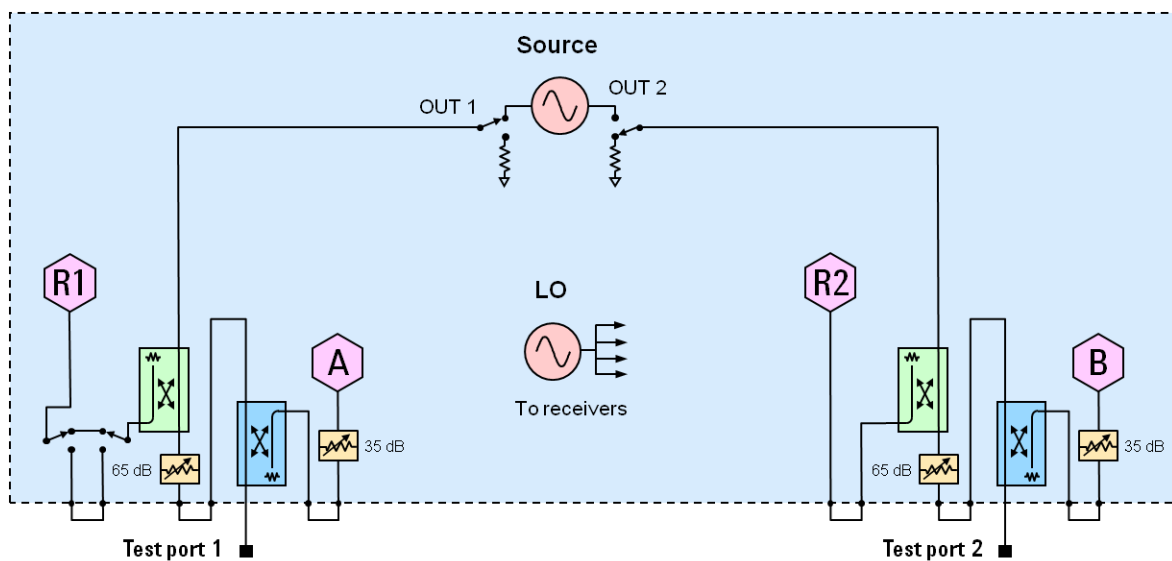 Source
OUT 1
OUT 2
R1
R2
LO
A
B
To receivers
65 dB
35 dB
65 dB
35 dB
Test port 1
Test port 2